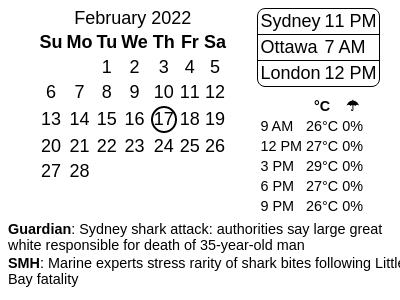 February 2022
Su Mo Tu We Th Fr Sa
1 2 3 4 5
6 7 8 9 10 11 12
13 14 15 16 17 18 19
20 21 22 23 24 25 26
27 28
Sydney 11 PM
Ottawa 7 AM
London 12 PM
°C ☂
9 AM 26°C 0%
12 PM 27°C 0%
3 PM 29°C 0%
6 PM 27°C 0%
9 PM 26°C 0%
Guardian: Sydney shark attack: authorities say large great
white responsible for death of 35-year-old man
SMH: Marine experts stress rarity of shark bites following Little
Bay fatality